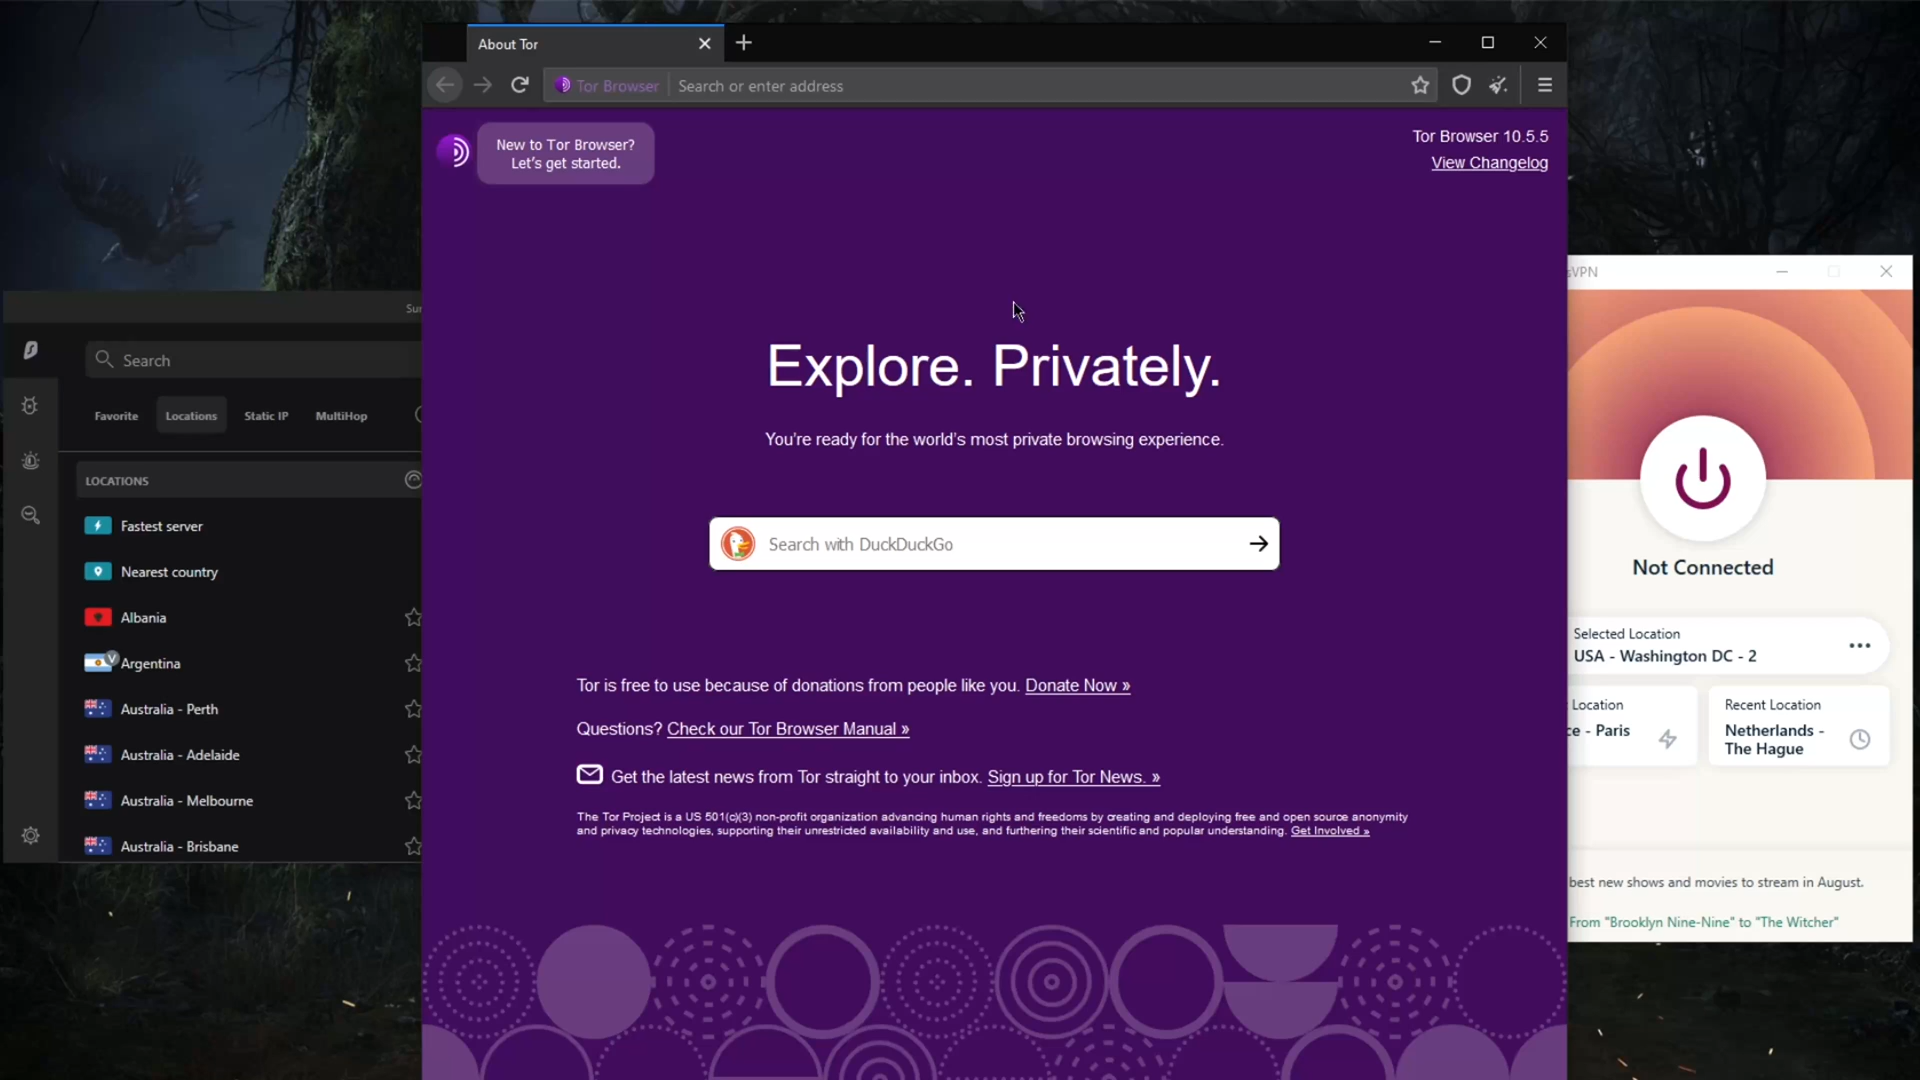 About Tor
Tor Browser
Search or enter address
New to Tor Browser?
Let's get started.
Tor Browser 10.5.5
View Changelog
Explore. Privately.
You're ready for the world's most private browsing experience.
Search with DuckDuckGo
Tor is free to use because of donations from people like you. Donate Now »
Questions? Check our Tor Browser Manual »
Get the latest news from Tor straight to your inbox. Sign up for Tor News. »
The Tor Project is a US 501(c)(3) non-profit organization advancing human rights and freedoms by creating and deploying free and open source anonymity
and privacy technologies, supporting their unrestricted availability and use, and furthering their scientific and popular understanding. Get Involved »
Sur
Search
Favorite
Locations
Static IP
MultiHop
LOCATIONS
Fastest server
Nearest country
Albania
V
Argentina
Australia - Perth
Australia - Adelaide
Australia - Melbourne
Australia - Brisbane
sVPN
Not Connected
Selected Location
USA - Washington DC - 2
Location
ce - Paris
Recent Location
Netherlands -
The Hague
best new shows and movies to stream in August.
From "Brooklyn Nine-Nine" to "The Witcher"